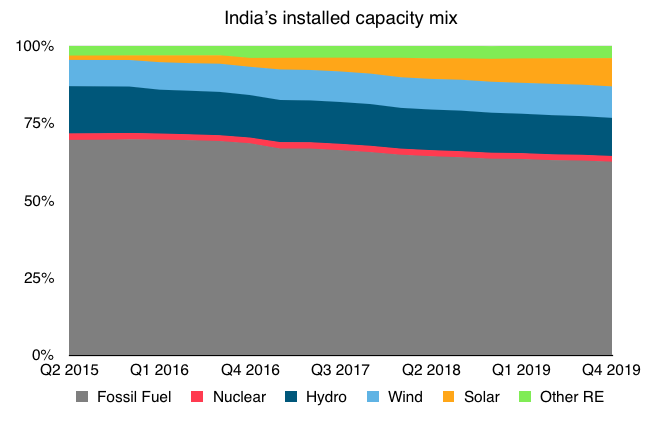 India’s installed capacity mix
100%
75%
50%
25%
0%
Q2 2015 Q1 2016 Q4 2016 Q3 2017 Q2 2018 Q1 2019 Q4 2019
Fossil Fuel Nuclear Hydro Wind Solar Other RE